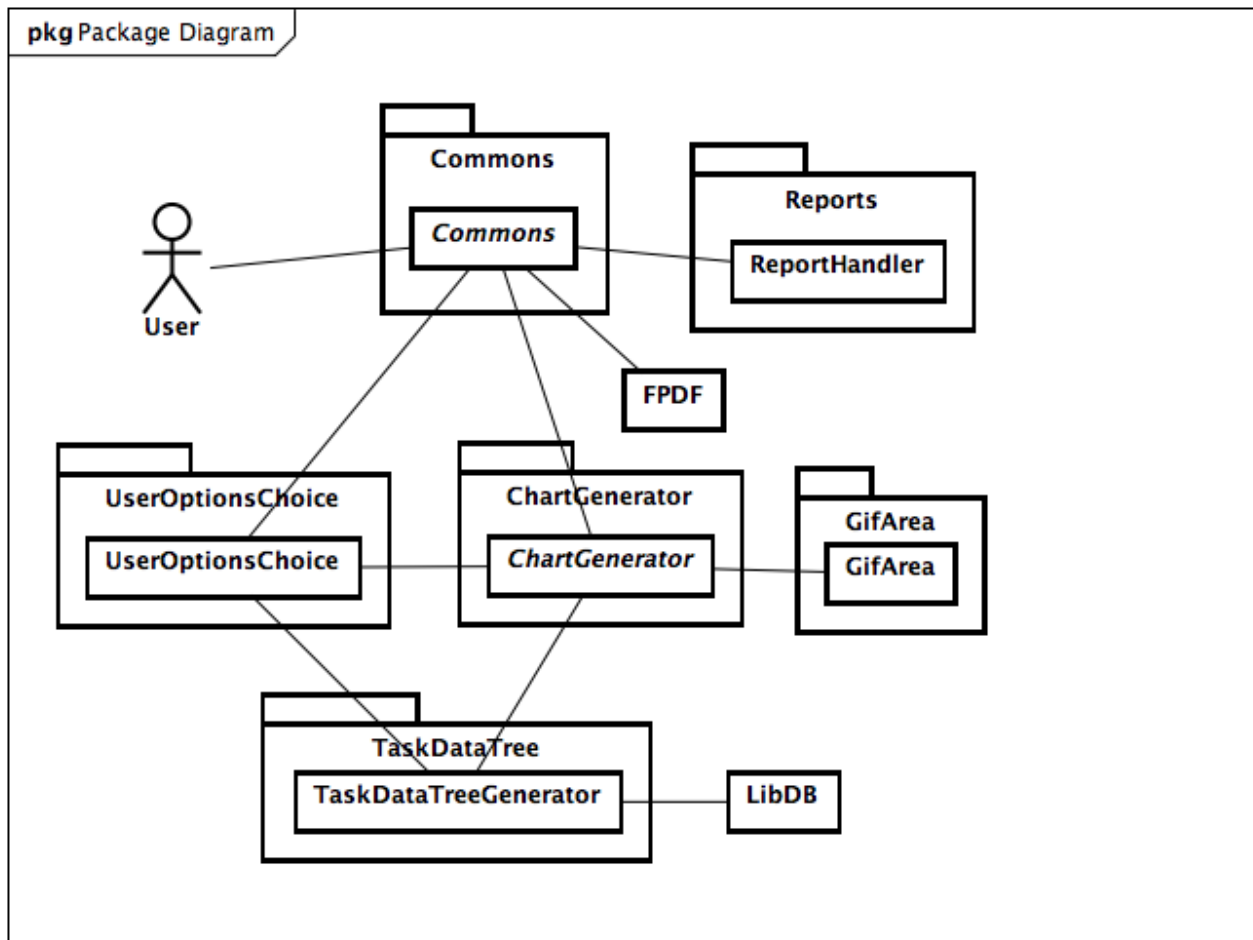 pkg Package Diagram
Commons
Commons
Reports
ReportHandler
User
FPDF
UserOptionsChoice
UserOptionsChoice
ChartGenerator
ChartGenerator
GifArea
GifArea
TaskDataTree
TaskDataTreeGenerator
LibDB